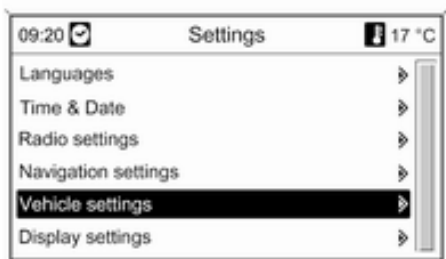 09:20 Settings 17 °C
Languages
Time & Date
Radio settings
Navigation settings
Vehicle settings
Display settings